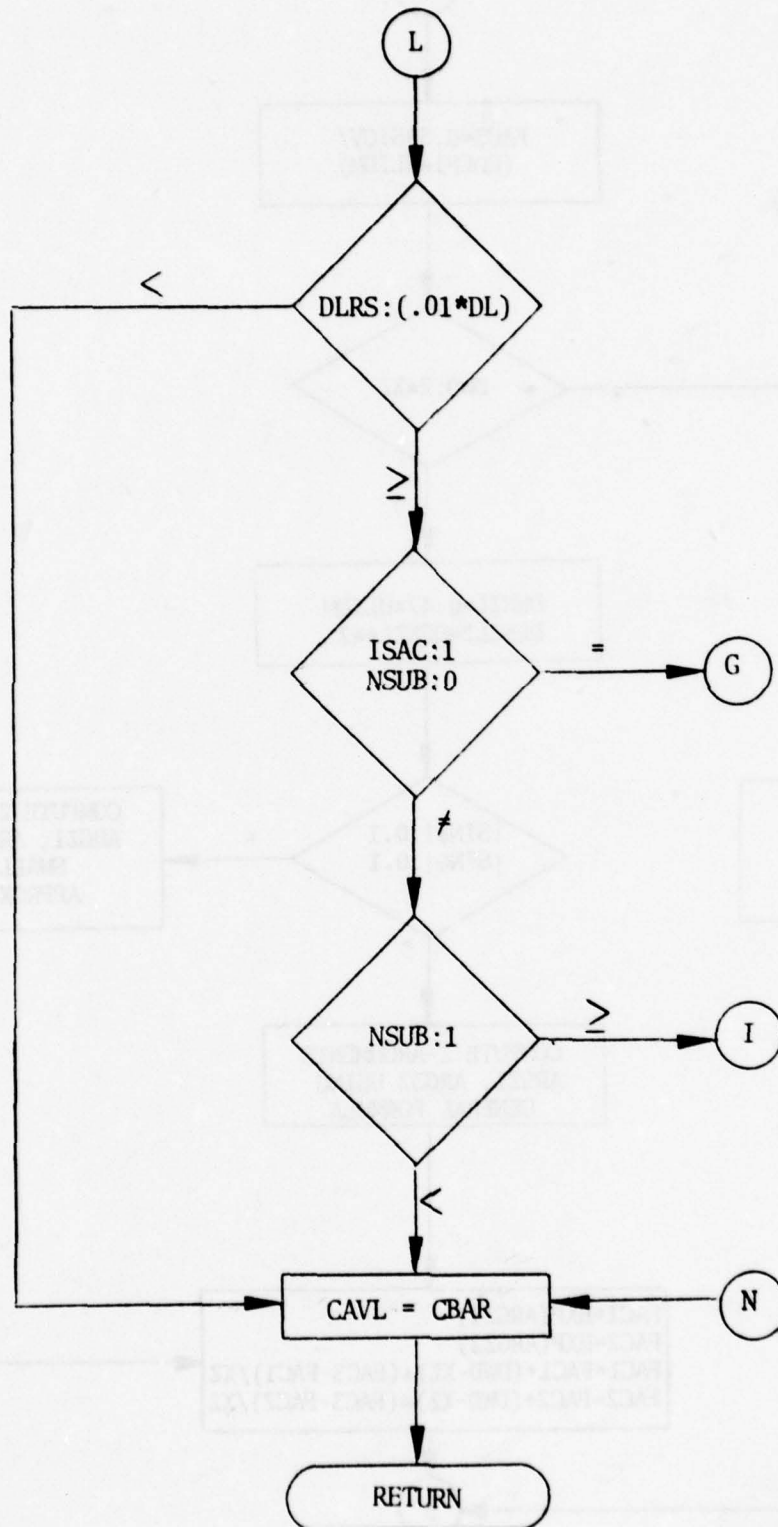 L
<
DLRS:(.01*DL)
≥
ISAC:1
NSUB:0
=
G
≠
NSUB:1
≥
I
<
CAVL = CBAR
N
RETURN